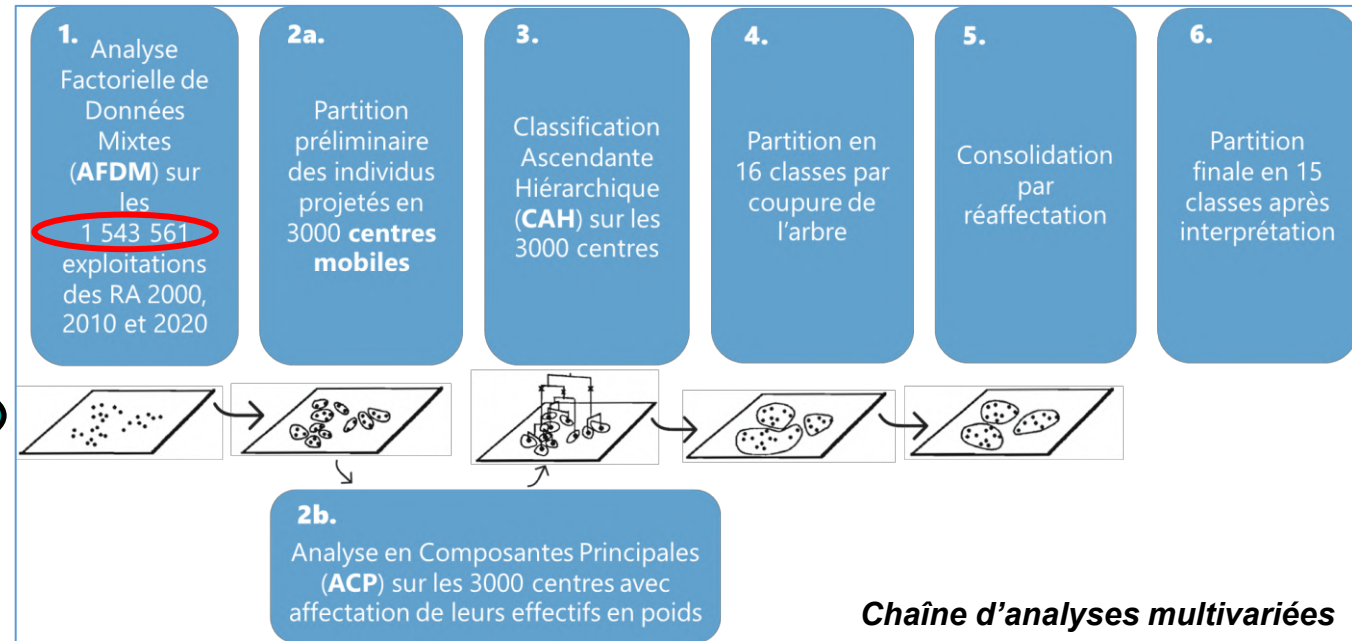 1.
Analyse
Factorielle de
Données
Mixtes
(AFDM) sur
les
1 543 561
exploitations
des RA 2000,
2010 et 2020
2a.
Partition
préliminaire
des individus
projetés en
3000 centres
mobiles
3.
Classification
Ascendante
Hiérarchique
(CAH) sur les
3000 centres
4.
Partition en
16 classes par
coupure de
l'arbre
5.
Consolidation
par
réaffectation
6.
Partition
finale en 15
classes après
interprétation
2b.
Analyse en Composantes Principales
(ACP) sur les 3000 centres avec
affectation de leurs effectifs en poids
Chaîne d'analyses multivariées